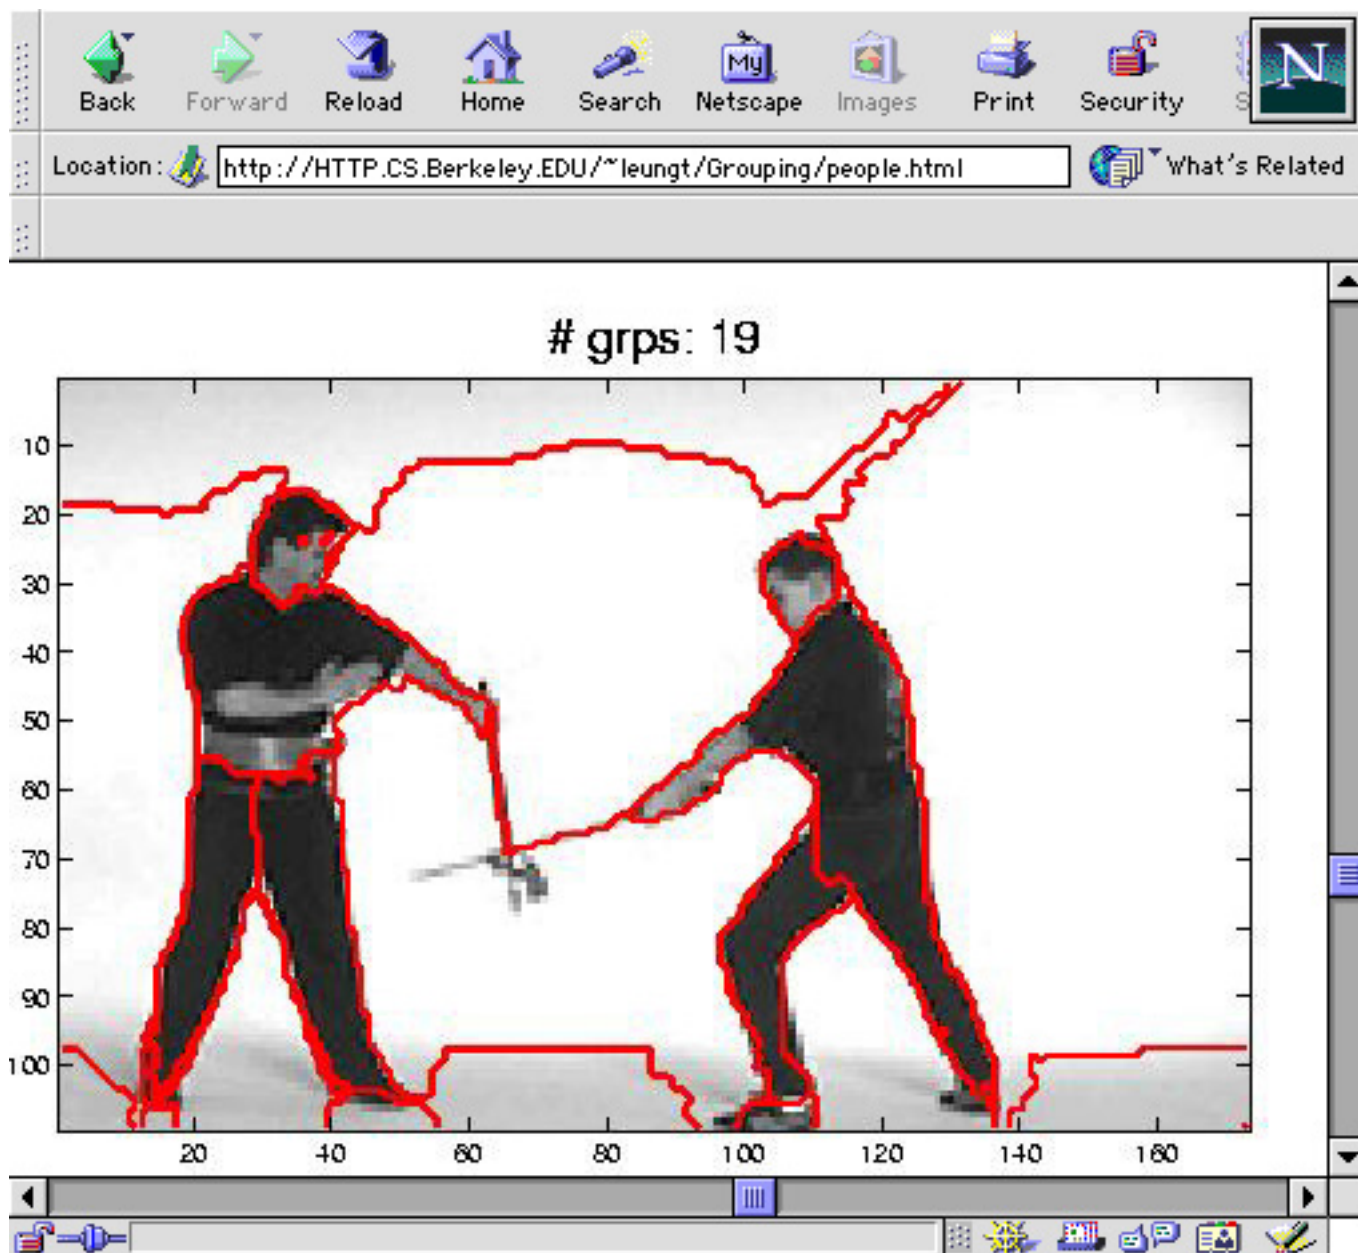 Back Forward Reload Home Search Netscape Images Print Security S
My
N
Location: http://HTTP.CS.Berkeley.EDU/~leungt/Grouping/people.html What's Related
# grps: 19
10
20
30
40
50
60
70
80
90
100
20 40 60 80 100 120 140 160